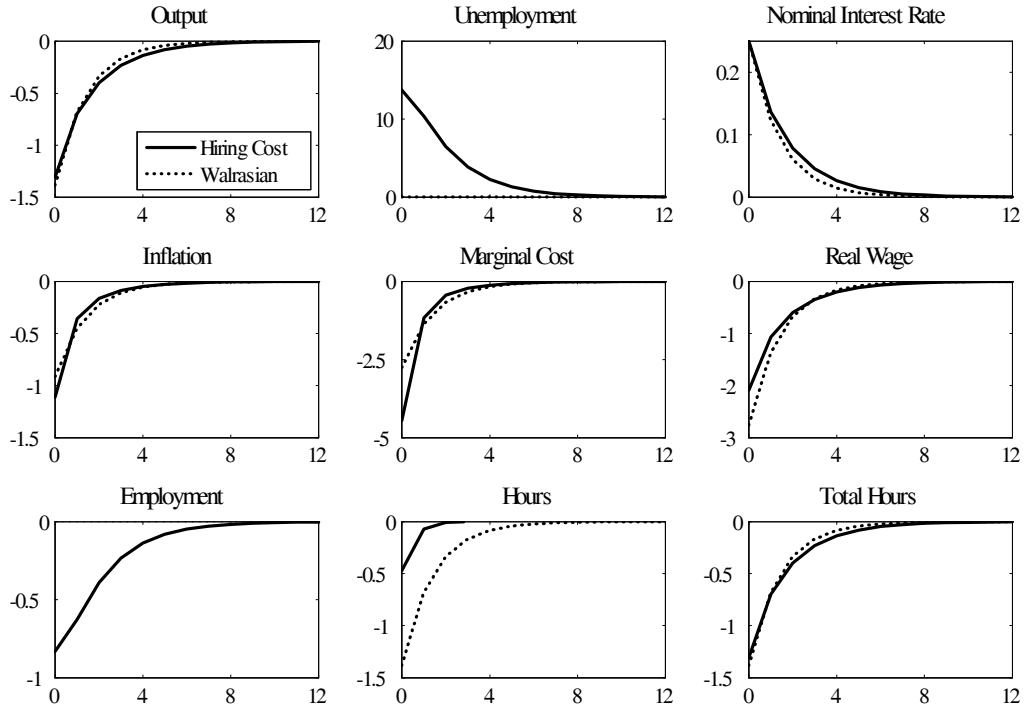 Output
0
-0.5
-1
-1.5
0 4 8 12
Hiring Cost
Walrasian
Unemployment
20
10
0
0 4 8 12
Nominal Interest Rate
0.2
0.1
0
0 4 8 12
Inflation
0
-0.5
-1
-1.5
0 4 8 12
Marginal Cost
0
-2.5
-5
0 4 8 12
Real Wage
0
-1
-2
-3
0 4 8 12
Employment
0
-0.5
-1
0 4 8 12
Hours
0
-0.5
-1
-1.5
0 4 8 12
Total Hours
0
-0.5
-1
-1.5
0 4 8 12